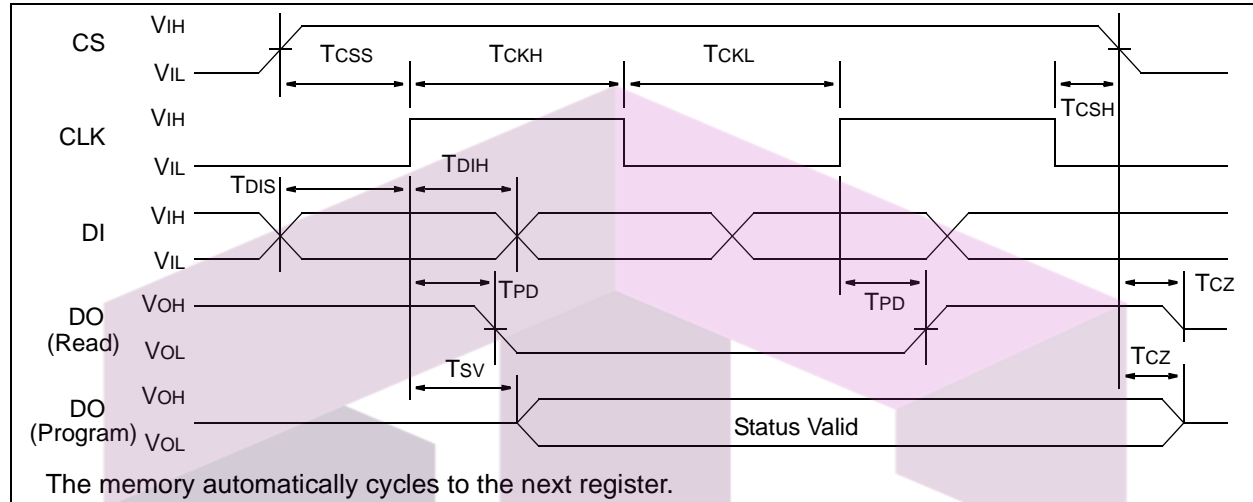 CS
VIH
VIL
TCSS
TCKH
TCKL
TCSH
CLK
VIH
VIL
TDIS
TDIH
DI
VIH
VIL
TPD
TPD
TCZ
DO
(Read)
VOH
VOL
TSV
TCZ
DO
(Program)
VOH
VOL
Status Valid
The memory automatically cycles to the next register.